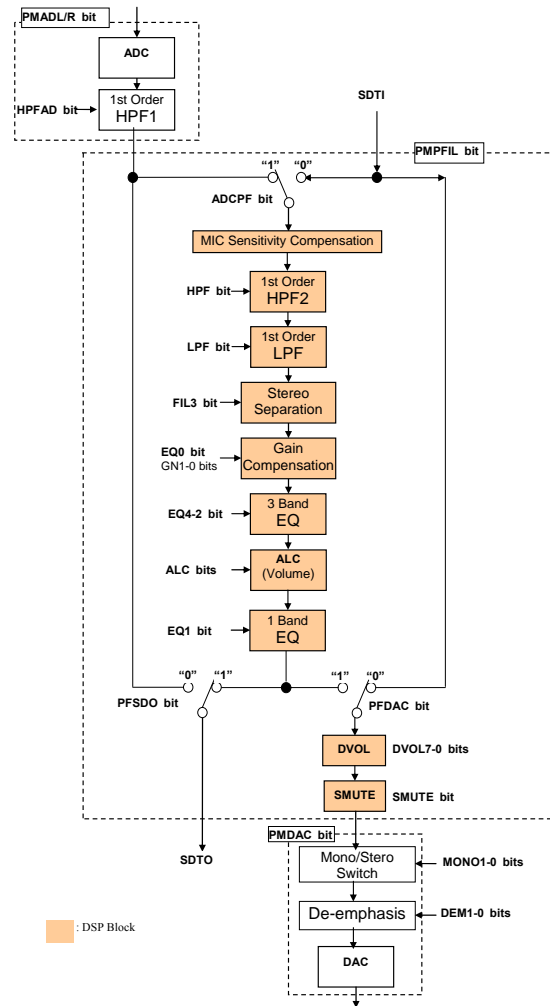 PMADL/R bit
ADC
HPFAD bit
1st Order
HPF1
SDTI
PMPFIL bit
“1” “0”
ADCPF bit
MIC Sensitivity Compensation
HPF bit
1st Order
HPF2
LPF bit
1st Order
LPF
FIL3 bit
Stereo
Separation
EQ0 bit
GN1-0 bits
Gain
Compensation
EQ4-2 bit
3 Band
EQ
ALC bits
ALC
(Volume)
EQ1 bit
1 Band
EQ
“0” “1”
“1” “0”
PFSDO bit
PFDAC bit
DVOL
DVOL7-0 bits
SMUTE
SMUTE bit
SDTO
PMDAC bit
Mono/Stero
Switch
MONO1-0 bits
De-emphasis
DEM1-0 bits
DAC
: DSP Block